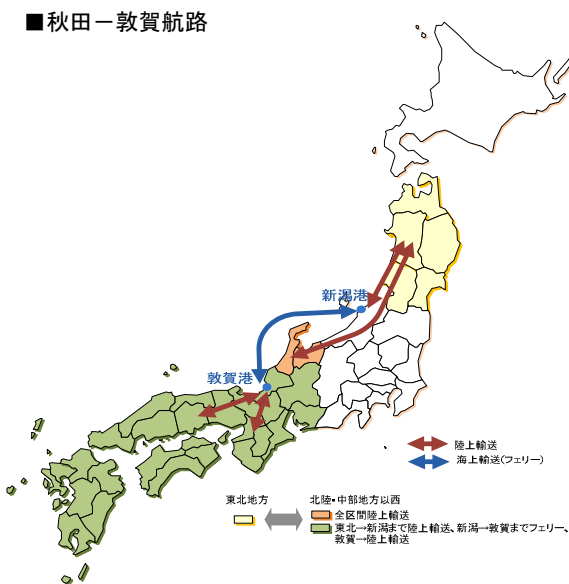 ■秋田－敦賀航路
新潟港
敦賀港
陸上輸送
海上輸送(フェリー)
東北地方
北陸・中部地方以西
全区間陸上輸送
東北→新潟まで陸上輸送、新潟→敦賀までフェリー、
敦賀→陸上輸送